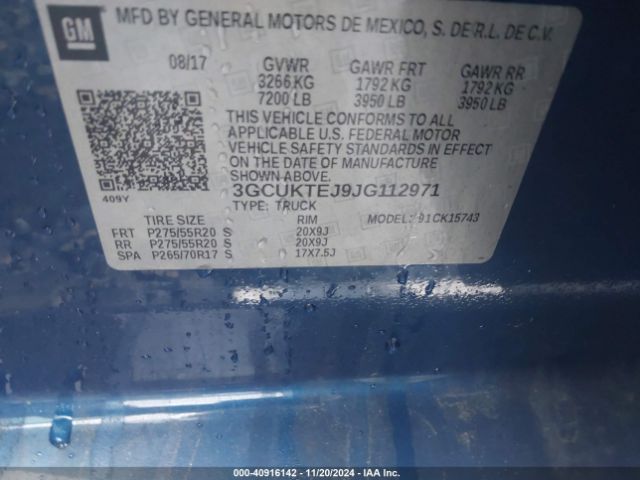 GM
MFD BY GENERAL MOTORS DE MEXICO, S. DE R.L. DE C.V.
08/17 GVWR GAWR FRT GAWR RR
3266 KG 1792 KG 1792 KG
7200 LB 3950 LB 3950 LB
THIS VEHICLE CONFORMS TO ALL
APPLICABLE U.S. FEDERAL MOTOR
VEHICLE SAFETY STANDARDS IN EFFECT
ON THE DATE OF MANUFACTURE
SHOWN ABOVE.
409Y
3GCUKTEJ9JG112971
TYPE: TRUCK MODEL: 91CK15743
TIRE SIZE RIM
FRT P275/55R20 S 20X9J
RR P275/55R20 S 20X9J
SPA P265/70R17 S 17X7.5J
000-40916142 — 11/20/2024 — IAA Inc.